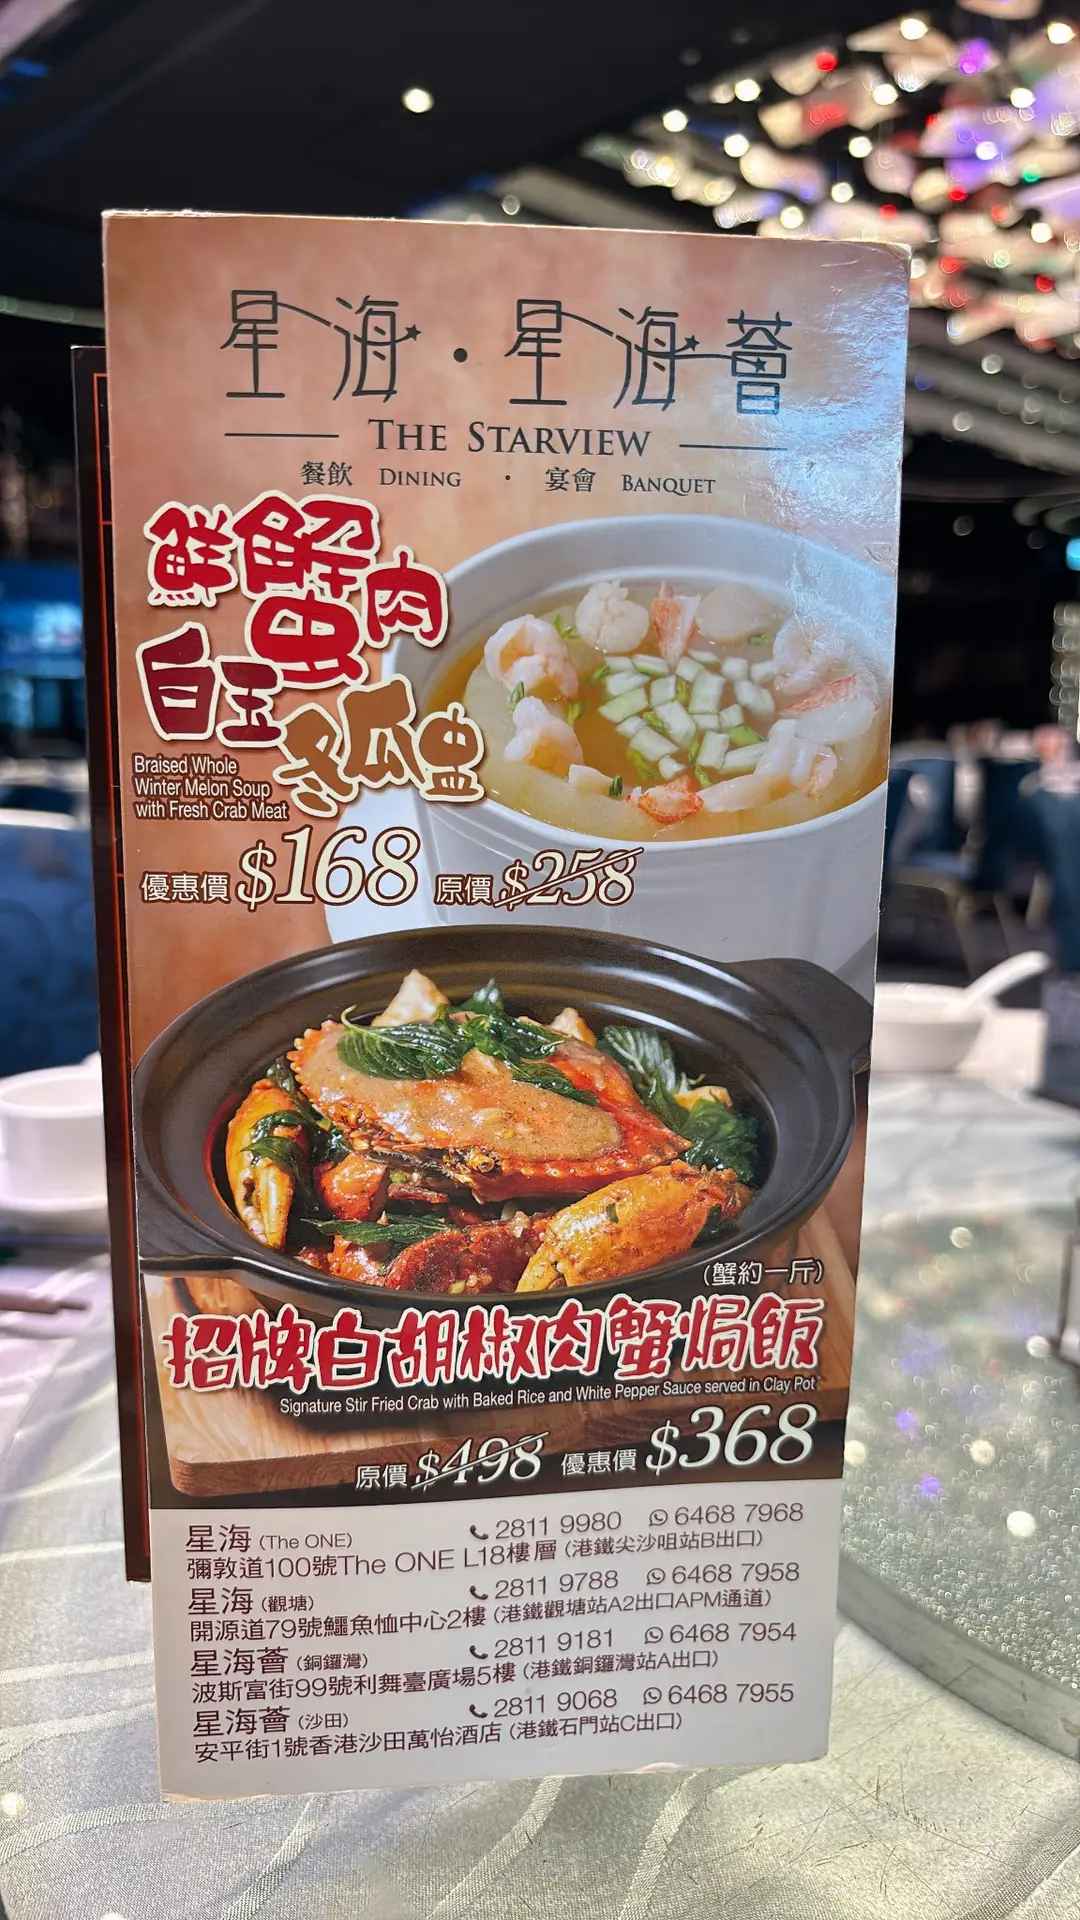 星海·星海薈
THE STARVIEW
餐飲 DINING · 宴會 BANQUET
鮮蟹肉
白玉冬瓜盅
Braised Whole
Winter Melon Soup
with Fresh Crab Meat
優惠價 $168 原價 $258
(蟹約一斤)
招牌白胡椒肉蟹焗飯
Signature Stir Fried Crab with Baked Rice and White Pepper Sauce served in Clay Pot
原價 $498 優惠價 $368
星海 (The ONE) 2811 9980 6468 7968
彌敦道100號The ONE L18樓層 (港鐵尖沙咀站B出口)
星海 (觀塘) 2811 9788 6468 7958
開源道79號鱷魚恤中心2樓 (港鐵觀塘站A2出口APM通道)
星海薈 (銅鑼灣) 2811 9181 6468 7954
波斯富街99號利舞臺廣場5樓 (港鐵銅鑼灣站A出口)
星海薈 (沙田) 2811 9068 6468 7955
安平街1號香港沙田萬怡酒店 (港鐵石門站C出口)